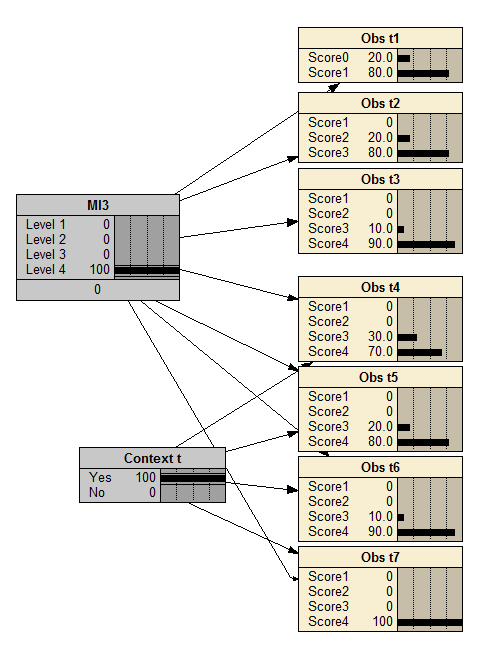 Obs t1
Score0 20.0
Score1 80.0
Obs t2
Score1 0
Score2 20.0
Score3 80.0
Obs t3
Score1 0
Score2 0
Score3 10.0
Score4 90.0
MI3
Level 1 0
Level 2 0
Level 3 0
Level 4 100
0
Obs t4
Score1 0
Score2 0
Score3 30.0
Score4 70.0
Obs t5
Score1 0
Score2 0
Score3 20.0
Score4 80.0
Context t
Yes 100
No 0
Obs t6
Score1 0
Score2 0
Score3 10.0
Score4 90.0
Obs t7
Score1 0
Score2 0
Score3 0
Score4 100